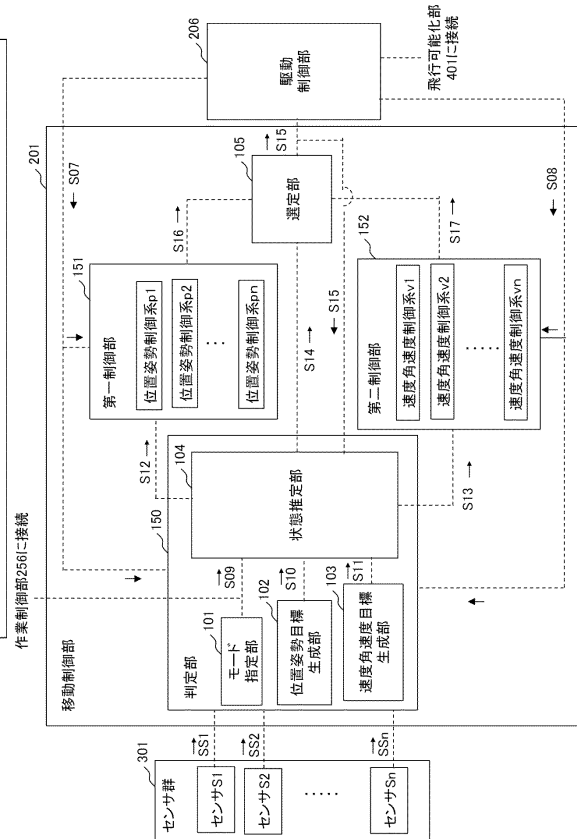 作業制御部256に接続
移動制御部
201
S07
206
駆動
制御部
飛行可能化部
401に接続
S15
105
選定部
S16
151
第一制御部
位置姿勢制御系p1
位置姿勢制御系p2
・・・
位置姿勢制御系pn
S12
S14
S15
S17
152
第二制御部
速度角速度制御系v1
速度角速度制御系v2
・・・・・
速度角速度制御系vn
S08
S13
150
判定部
104
状態推定部
S09
101
モード
指定部
S10
102
位置姿勢目標
生成部
S11
103
速度角速度目標
生成部
SS1
SS2
SSn
301
センサ群
センサS1
センサS2
・・・・・
センサSn